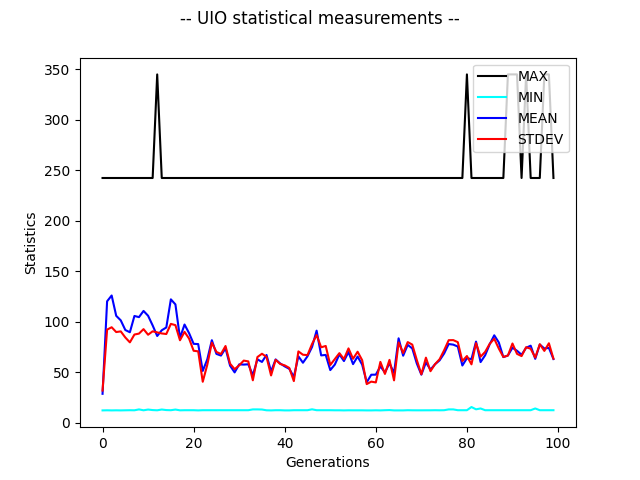 -- UIO statistical measurements --
350
300
250
200
150
100
50
0
Statistics
MAX
MIN
MEAN
STDEV
0 20 40 60 80 100
Generations